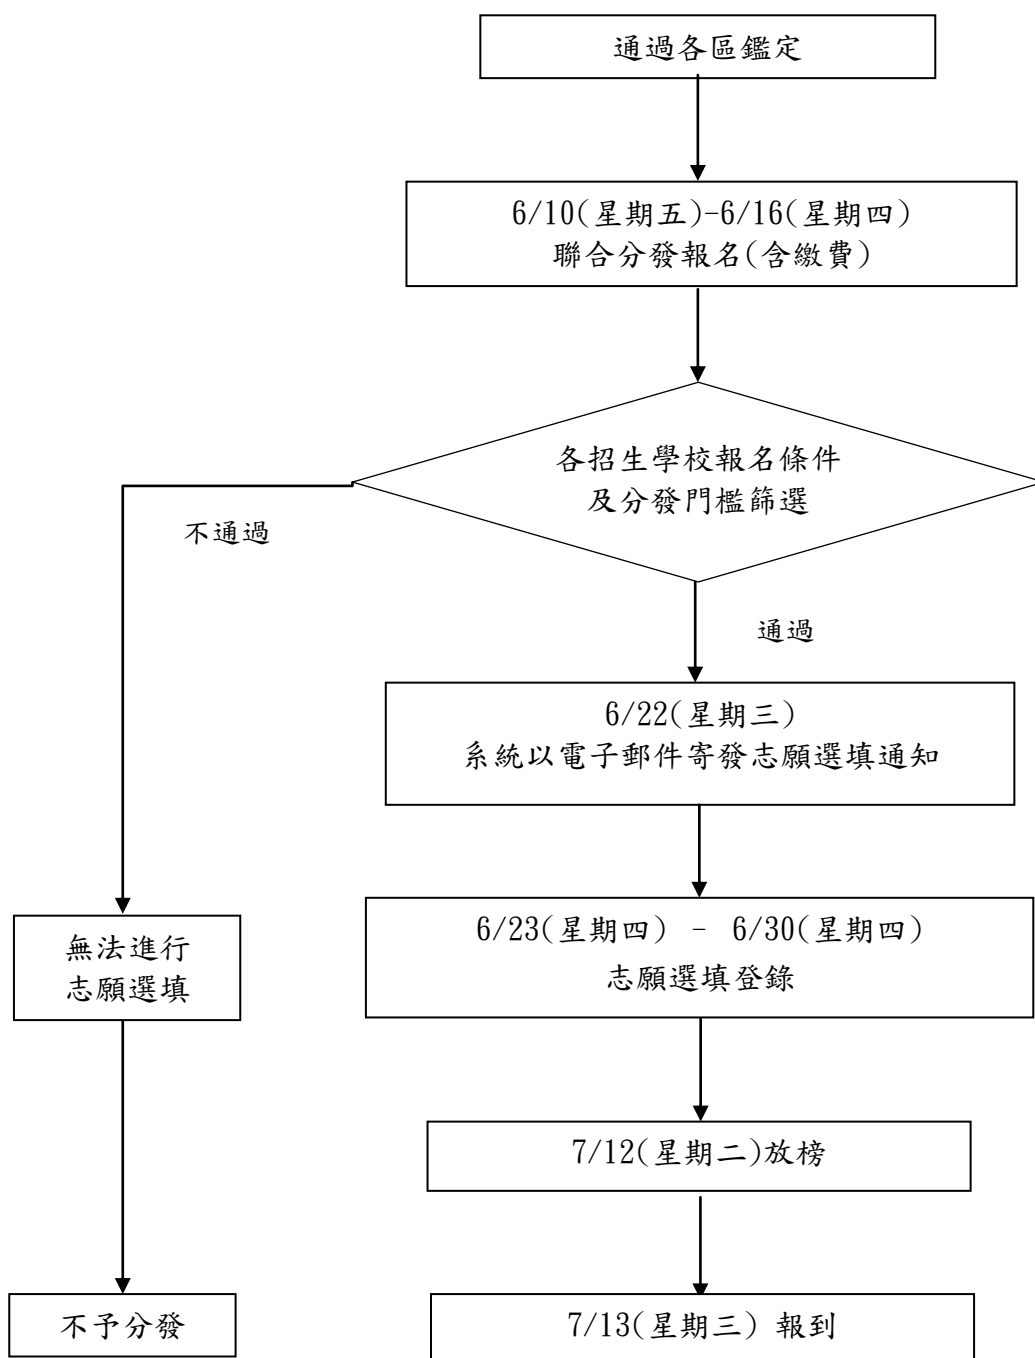 通過各區鑑定
6/10(星期五)-6/16(星期四)
聯合分發報名(含繳費)
各招生學校報名條件
及分發門檻篩選
不通過
通過
6/22(星期三)
系統以電子郵件寄發志願選填通知
6/23(星期四) - 6/30(星期四)
志願選填登錄
無法進行
志願選填
7/12(星期二)放榜
不予分發
7/13(星期三) 報到